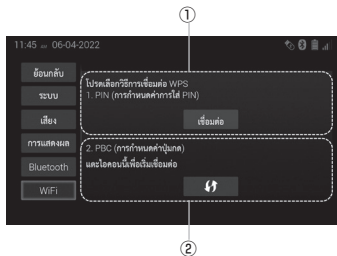 ①
11:45 06-04-2022
ย้อนกลับ
ระบบ
เสียง
การแสดงผล
Bluetooth
WiFi
โปรดเลือกวิธีการเชื่อมต่อ WPS
1. PIN (การกำหนดค่าการใส่ PIN)
เชื่อมต่อ
2. PBC (การกำหนดค่าปุ่มกด)
แตะไอคอนนี้เพื่อเริ่มเชื่อมต่อ
②